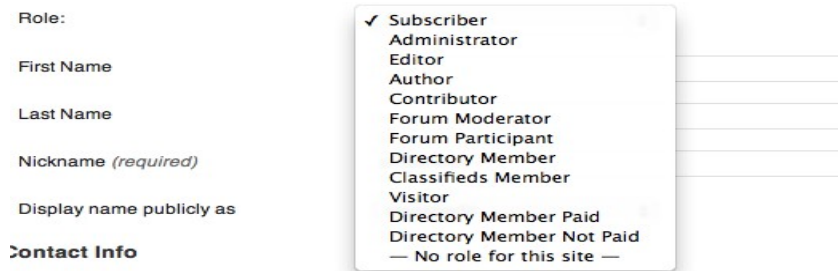 Role:
✓ Subscriber
Administrator
Editor
Author
Contributor
Forum Moderator
Forum Participant
Directory Member
Classifieds Member
Visitor
Directory Member Paid
Directory Member Not Paid
— No role for this site —
First Name
Last Name
Nickname (required)
Display name publicly as
Contact Info